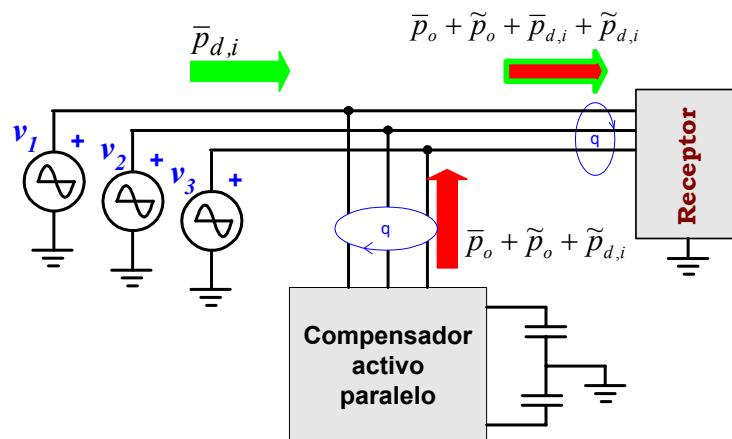 p̅d,i
p̅o + p̃o + p̅d,i + p̃d,i
v1
+
v2
+
v3
+
q
Receptor
q
p̅o + p̃o + p̃d,i
Compensador
activo
paralelo